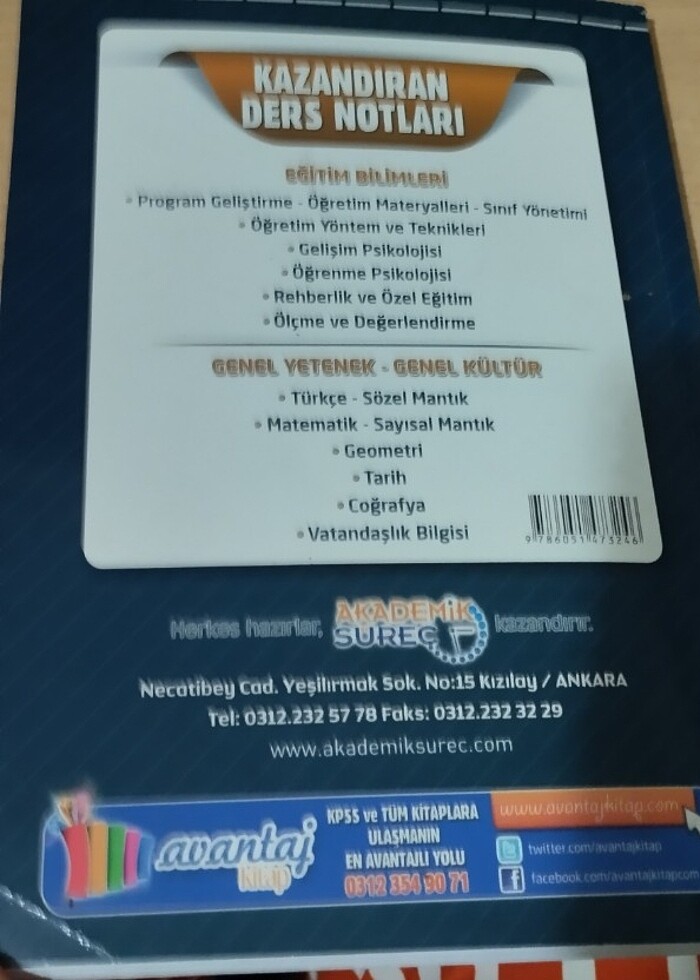 KAZANDIRAN
DERS NOTLARI
EĞİTİM BİLİMLERİ
• Program Geliştirme - Öğretim Materyalleri - Sınıf Yönetimi
• Öğretim Yöntem ve Teknikleri
• Gelişim Psikolojisi
• Öğrenme Psikolojisi
• Rehberlik ve Özel Eğitim
• Ölçme ve Değerlendirme
GENEL YETENEK - GENEL KÜLTÜR
• Türkçe - Sözel Mantık
• Matematik - Sayısal Mantık
• Geometri
• Tarih
• Coğrafya
• Vatandaşlık Bilgisi
9 786051 473246
Herkes hazırlar, AKADEMİK SÜREÇ kazandırır.
Necatibey Cad. Yeşilırmak Sok. No:15 Kızılay / ANKARA
Tel: 0312.232 57 78 Faks: 0312.232 32 29
www.akademiksurec.com
avantaj
kitap
KPSS ve TÜM KİTAPLARA
ULAŞMANIN
EN AVANTAJLI YOLU
0312 354 90 71
www.avantajkitap.com
twitter.com/avantajkitap
facebook.com/avantajkitapcom